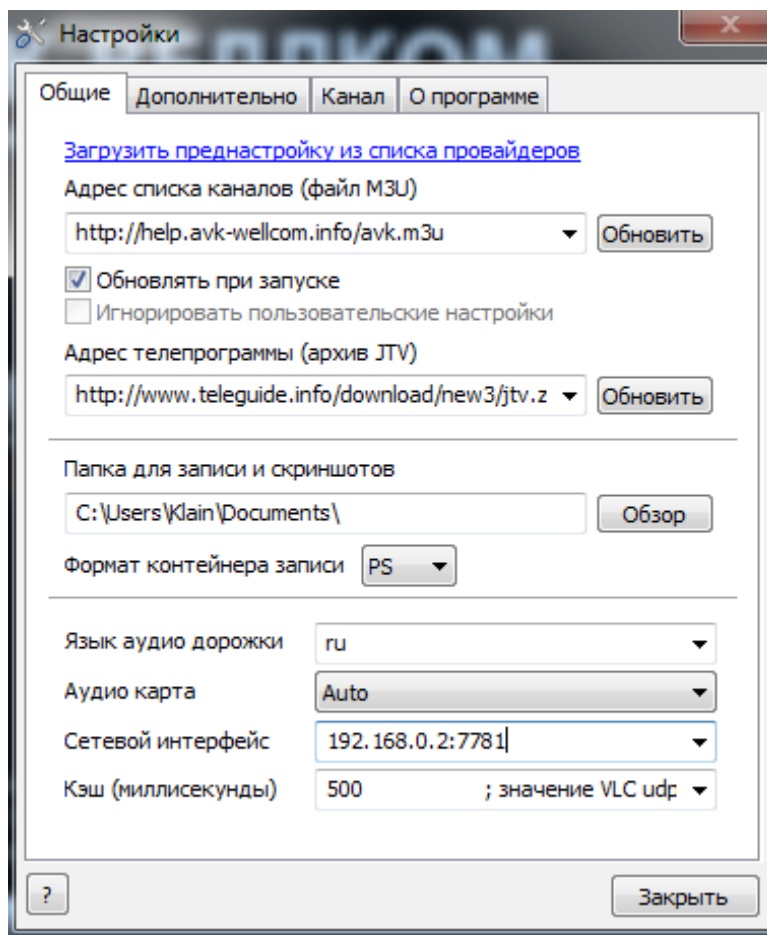 Настройки
Общие Дополнительно Канал О программе
Загрузить преднастройку из списка провайдеров
Адрес списка каналов (файл M3U)
http://help.avk-wellcom.info/avk.m3u Обновить
Обновлять при запуске
Игнорировать пользовательские настройки
Адрес телепрограммы (архив JTV)
http://www.teleguide.info/download/new3/jtv.z Обновить
Папка для записи и скриншотов
C:\Users\Klain\Documents\ Обзор
Формат контейнера записи PS
Язык аудио дорожки ru
Аудио карта Auto
Сетевой интерфейс 192.168.0.2:7781
Кэш (миллисекунды) 500 ; значение VLC udp
? Закрыть